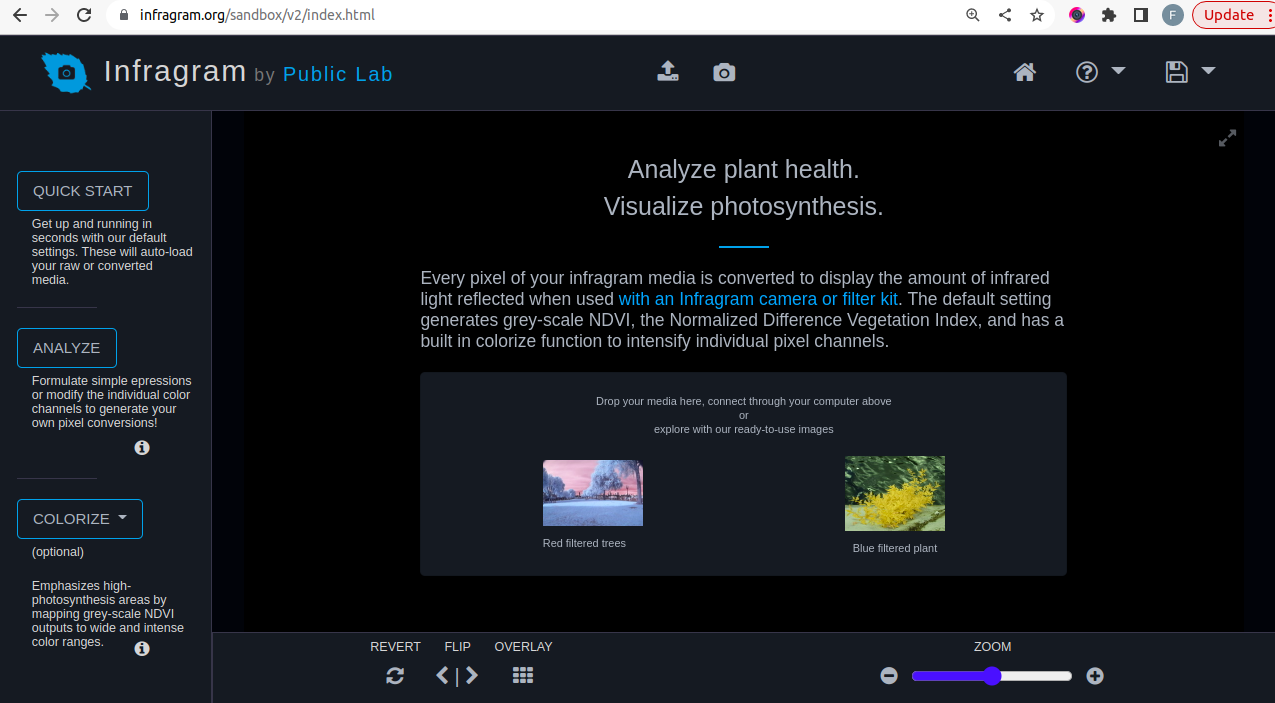 infragram.org/sandbox/v2/index.html
F
Update
Infragram by Public Lab
QUICK START
Get up and running in
seconds with our default
settings. These will auto-load
your raw or converted
media.
ANALYZE
Formulate simple epressions
or modify the individual color
channels to generate your
own pixel conversions!
COLORIZE
(optional)
Emphasizes high-
photosynthesis areas by
mapping grey-scale NDVI
outputs to wide and intense
color ranges.
Analyze plant health.
Visualize photosynthesis.
Every pixel of your infragram media is converted to display the amount of infrared
light reflected when used with an Infragram camera or filter kit. The default setting
generates grey-scale NDVI, the Normalized Difference Vegetation Index, and has a
built in colorize function to intensify individual pixel channels.
Drop your media here, connect through your computer above
or
explore with our ready-to-use images
Red filtered trees
Blue filtered plant
REVERT FLIP OVERLAY
ZOOM